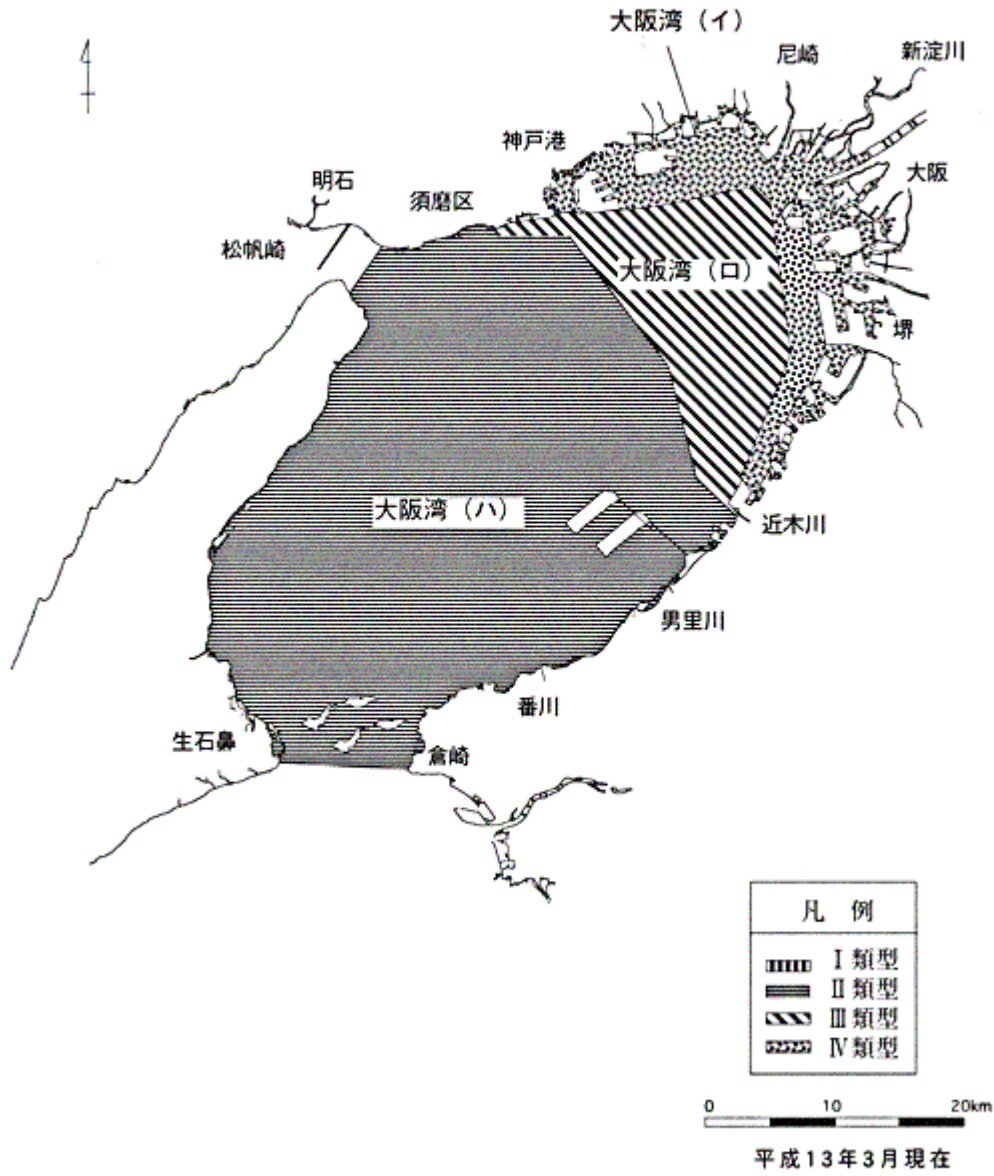 大阪湾（イ）
尼崎
新淀川
神戸港
大阪
明石
須磨区
松帆崎
大阪湾（ロ）
堺
大阪湾（ハ）
近木川
男里川
番川
生石鼻
倉崎
凡 例
Ⅰ類型
Ⅱ類型
Ⅲ類型
Ⅳ類型
0 10 20km
平成13年3月現在